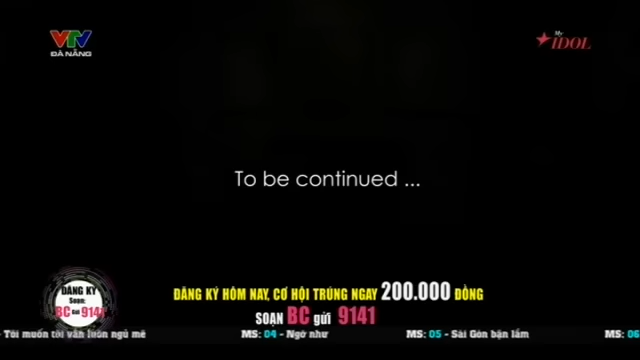 VTV
ĐÀ NẴNG
My
IDOL
To be continued ...
ĐĂNG KÝ
Soạn:
BC gửi 9141
ĐĂNG KÝ HÔM NAY, CƠ HỘI TRÚNG NGAY 200.000 ĐỒNG
SOẠN BC gửi 9141
- Tôi muốn tôi vẫn luôn ngủ mê MS: 04 - Ngờ như MS: 05 - Sài Gòn bận lắm MS: 06